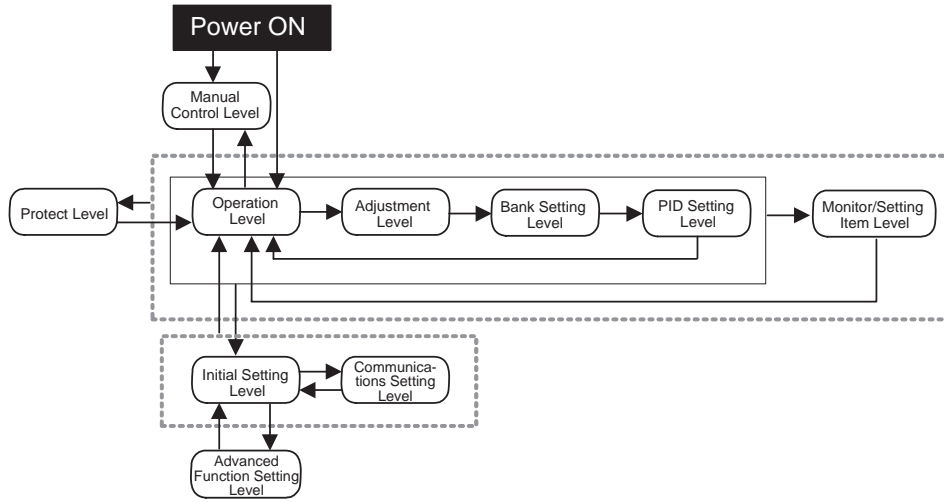 Power ON
Manual
Control Level
Protect Level
Operation
Level
Adjustment
Level
Bank Setting
Level
PID Setting
Level
Monitor/Setting
Item Level
Initial Setting
Level
Communica-
tions Setting
Level
Advanced
Function Setting
Level